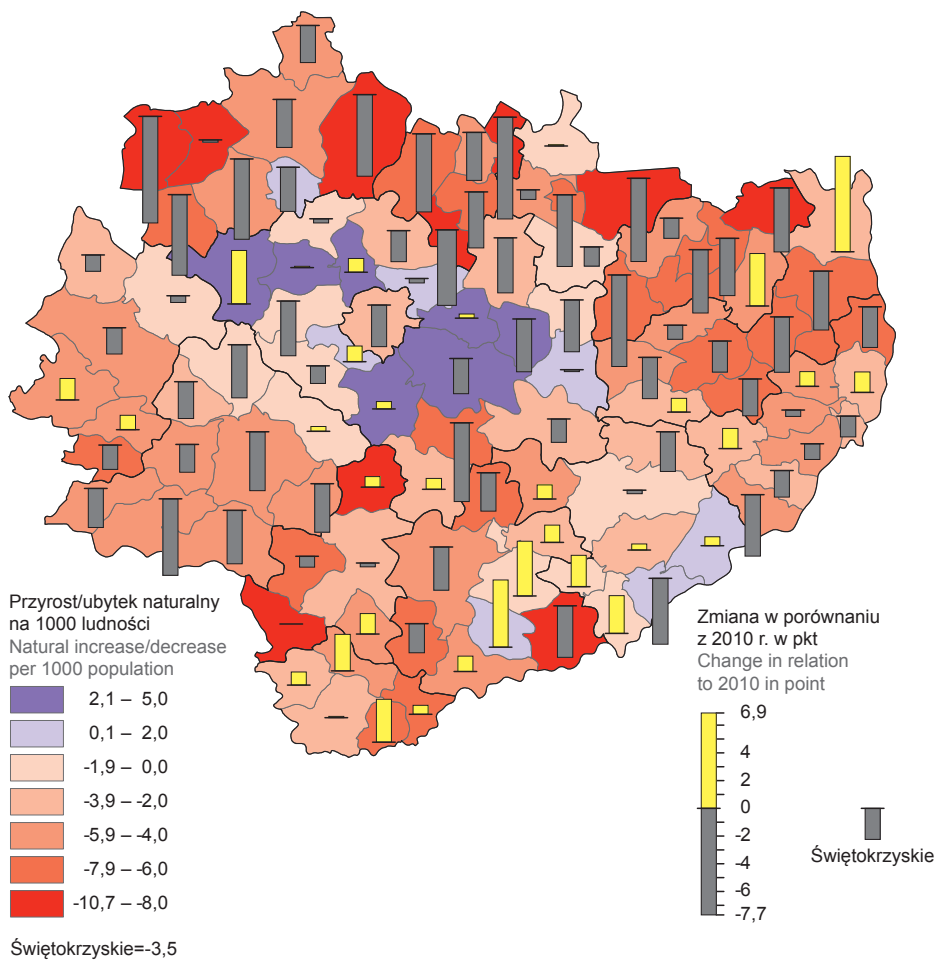 Przyrost/ubytek naturalny
na 1000 ludności
Natural increase/decrease
per 1000 population
2,1 – 5,0
0,1 – 2,0
-1,9 – 0,0
-3,9 – -2,0
-5,9 – -4,0
-7,9 – -6,0
-10,7 – -8,0
Świętokrzyskie=-3,5
Zmiana w porównaniu
z 2010 r. w pkt
Change in relation
to 2010 in point
6,9
4
2
0
-2
-4
-6
-7,7
Świętokrzyskie